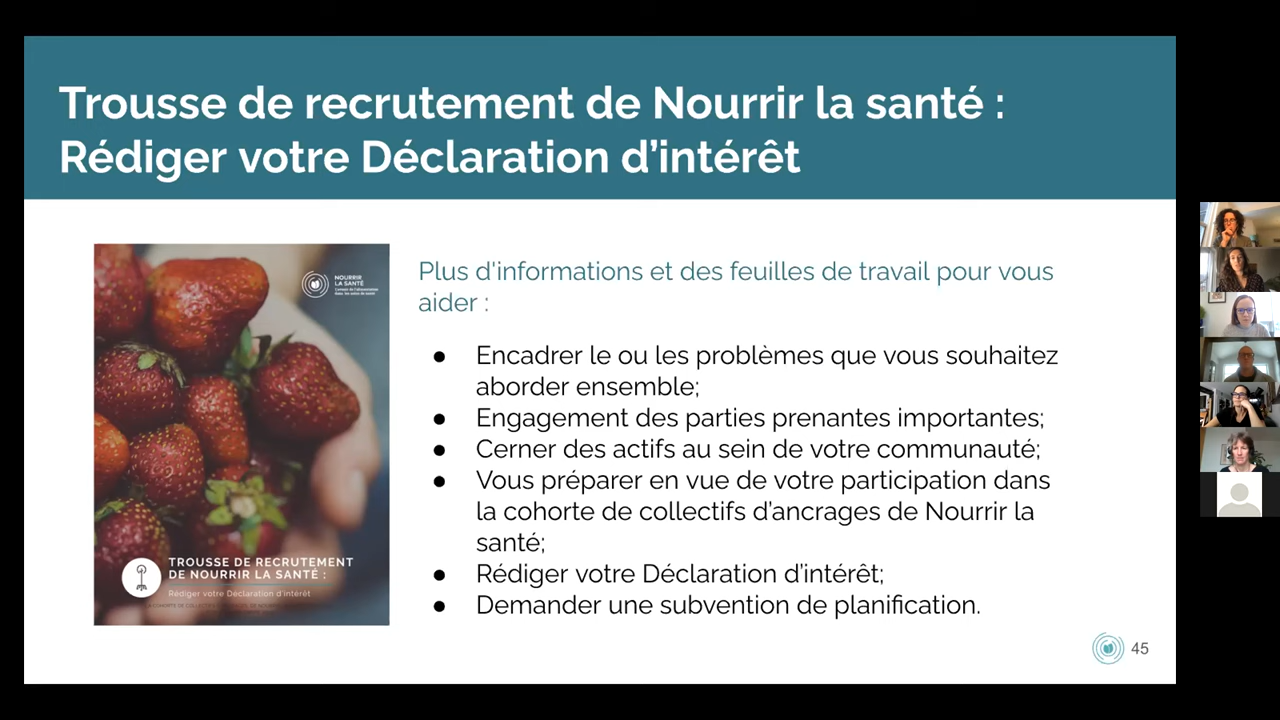 Trousse de recrutement de Nourrir la santé :
Rédiger votre Déclaration d'intérêt
NOURRIR
LA SANTÉ
TROUSSE DE RECRUTEMENT
DE NOURRIR LA SANTÉ :
Rédiger votre Déclaration d'intérêt
Plus d'informations et des feuilles de travail pour vous
aider :
● Encadrer le ou les problèmes que vous souhaitez
aborder ensemble;
● Engagement des parties prenantes importantes;
● Cerner des actifs au sein de votre communauté;
● Vous préparer en vue de votre participation dans
la cohorte de collectifs d'ancrages de Nourrir la
santé;
● Rédiger votre Déclaration d'intérêt;
● Demander une subvention de planification.
45